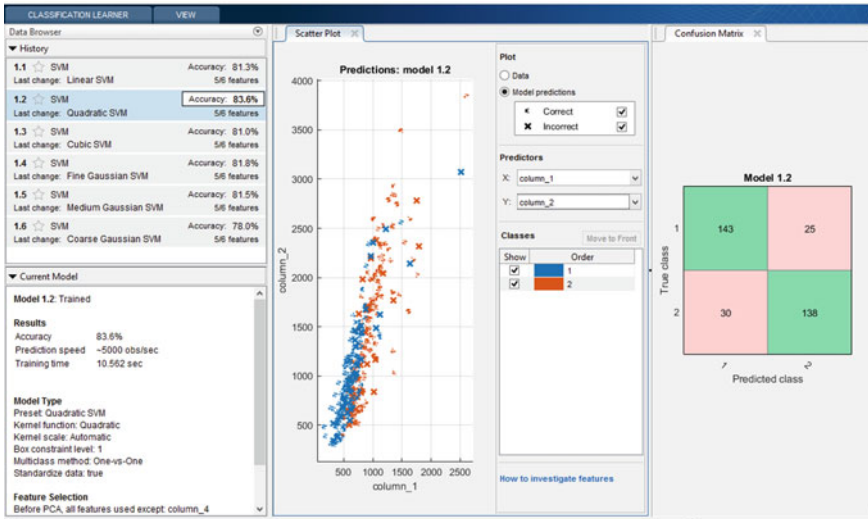 CLASSIFICATION LEARNER VIEW
Data Browser
History
1.1 SVM Accuracy: 81.3%
Last change: Linear SVM 5/6 features
1.2 SVM Accuracy: 83.6%
Last change: Quadratic SVM 5/6 features
1.3 SVM Accuracy: 81.0%
Last change: Cubic SVM 5/6 features
1.4 SVM Accuracy: 81.8%
Last change: Fine Gaussian SVM 5/6 features
1.5 SVM Accuracy: 81.5%
Last change: Medium Gaussian SVM 5/6 features
1.6 SVM Accuracy: 78.0%
Last change: Coarse Gaussian SVM 5/6 features
Current Model
Model 1.2: Trained
Results
Accuracy 83.6%
Prediction speed ~5000 obs/sec
Training time 10.562 sec
Model Type
Preset: Quadratic SVM
Kernel function: Quadratic
Kernel scale: Automatic
Box constraint level: 1
Multiclass method: One-vs-One
Standardize data: true
Feature Selection
Before PCA, all features used except: column_4
Scatter Plot
Predictions: model 1.2
4000
3500
3000
2500
2000
1500
1000
500
column_2
500 1000 1500 2000 2500
column_1
Plot
Data
Model predictions
Correct
Incorrect
Predictors
X: column_1
Y: column_2
Classes Move to Front
Show Order
1
2
How to investigate features
Confusion Matrix
Model 1.2
1 143 25
2 30 138
True class
1 2
Predicted class